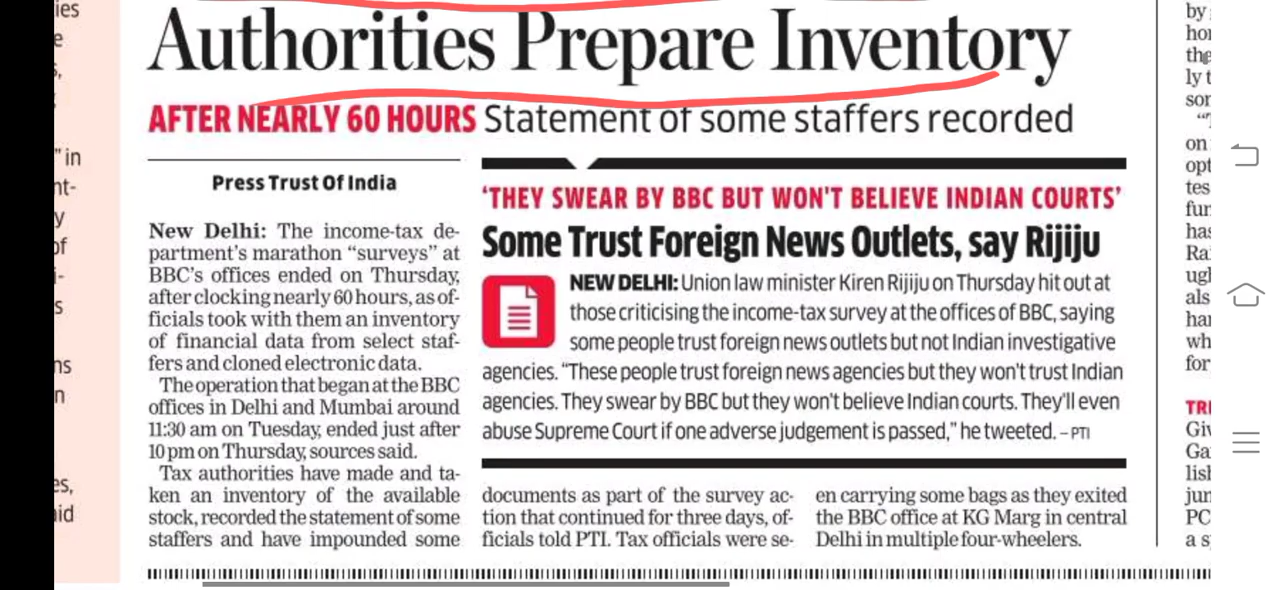 Authorities Prepare Inventory
AFTER NEARLY 60 HOURS Statement of some staffers recorded
Press Trust Of India
New Delhi: The income-tax de-
partment's marathon "surveys" at
BBC's offices ended on Thursday,
after clocking nearly 60 hours, as of-
ficials took with them an inventory
of financial data from select staf-
fers and cloned electronic data.
The operation that began at the BBC
offices in Delhi and Mumbai around
11:30 am on Tuesday, ended just after
10 pm on Thursday, sources said.
Tax authorities have made and ta-
ken an inventory of the available
stock, recorded the statement of some
staffers and have impounded some
documents as part of the survey ac-
tion that continued for three days, of-
ficials told PTI. Tax officials were se-
en carrying some bags as they exited
the BBC office at KG Marg in central
Delhi in multiple four-wheelers.
'THEY SWEAR BY BBC BUT WON'T BELIEVE INDIAN COURTS'
Some Trust Foreign News Outlets, say Rijiju
NEW DELHI: Union law minister Kiren Rijiju on Thursday hit out at
those criticising the income-tax survey at the offices of BBC, saying
some people trust foreign news outlets but not Indian investigative
agencies. "These people trust foreign news agencies but they won't trust Indian
agencies. They swear by BBC but they won't believe Indian courts. They'll even
abuse Supreme Court if one adverse judgement is passed," he tweeted. – PTI